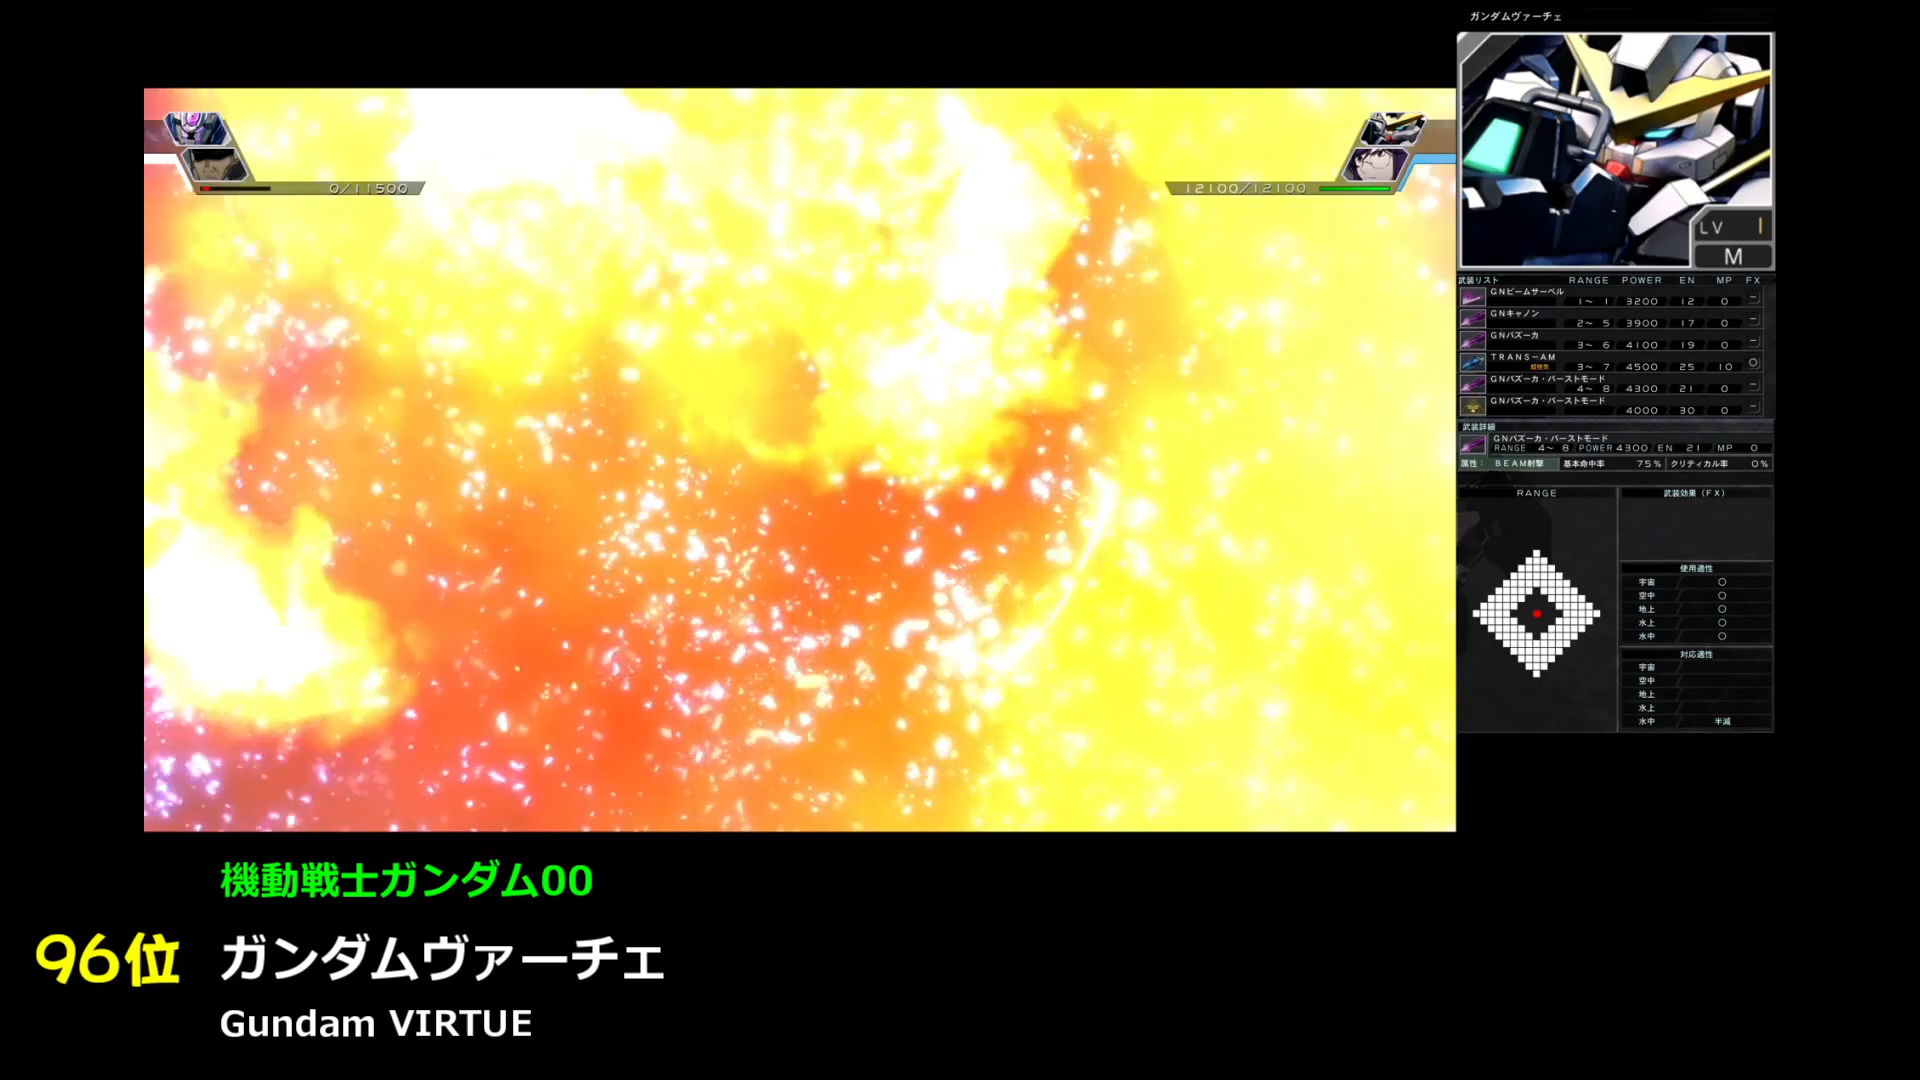 ガンダムヴァーチェ
0/11500
12100/12100
LV 1
M
武装リスト RANGE POWER EN MP FX
GNビームサーベル
1～ 1 3200 12 0 －
GNキャノン
2～ 5 3900 17 0 －
GNバズーカ
3～ 6 4100 19 0 －
TRANS－AM
超強気 3～ 7 4500 25 10 ○
GNバズーカ・バーストモード
4～ 8 4300 21 0 －
GNバズーカ・バーストモード
4000 30 0 －
武装詳細
GNバズーカ・バーストモード
RANGE 4～ 8 POWER 4300 EN 21 MP 0
属性： BEAM射撃 基本命中率 75% クリティカル率 0%
RANGE
武装効果（FX）
使用適性
宇宙 ○
空中 ○
地上 ○
水上 ○
水中 ○
対応適性
宇宙
空中
地上
水上
水中 半減
機動戦士ガンダム00
96位 ガンダムヴァーチェ
Gundam VIRTUE